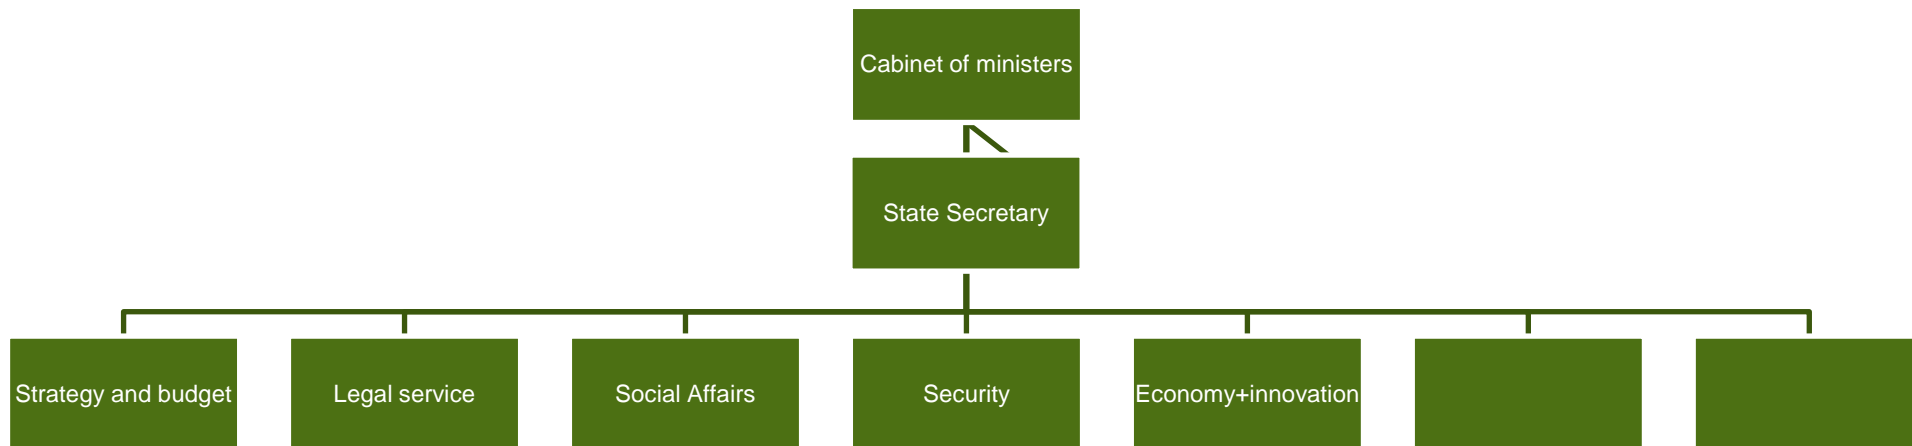 Cabinet of ministers
State Secretary
Strategy and budget
Legal service
Social Affairs
Security
Economy+innovation